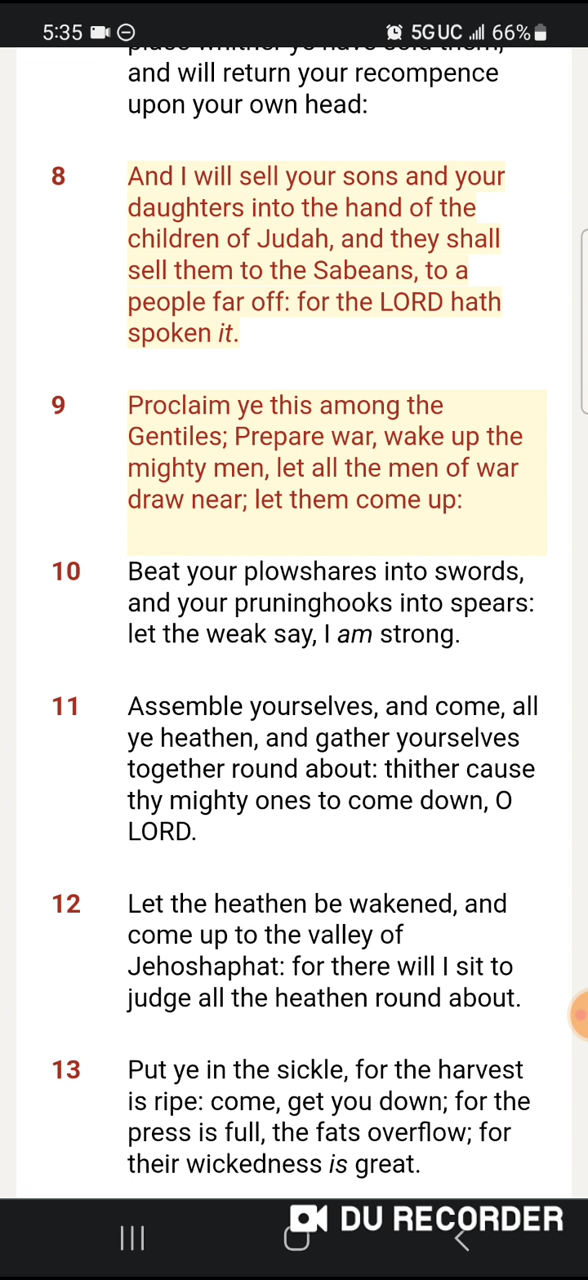 5:35
5G UC 66%
place whither ye have sold them,
and will return your recompence
upon your own head:
8 And I will sell your sons and your
daughters into the hand of the
children of Judah, and they shall
sell them to the Sabeans, to a
people far off: for the LORD hath
spoken it.
9 Proclaim ye this among the
Gentiles; Prepare war, wake up the
mighty men, let all the men of war
draw near; let them come up:
10 Beat your plowshares into swords,
and your pruninghooks into spears:
let the weak say, I am strong.
11 Assemble yourselves, and come, all
ye heathen, and gather yourselves
together round about: thither cause
thy mighty ones to come down, O
LORD.
12 Let the heathen be wakened, and
come up to the valley of
Jehoshaphat: for there will I sit to
judge all the heathen round about.
13 Put ye in the sickle, for the harvest
is ripe: come, get you down; for the
press is full, the fats overflow; for
their wickedness is great.
DU RECORDER